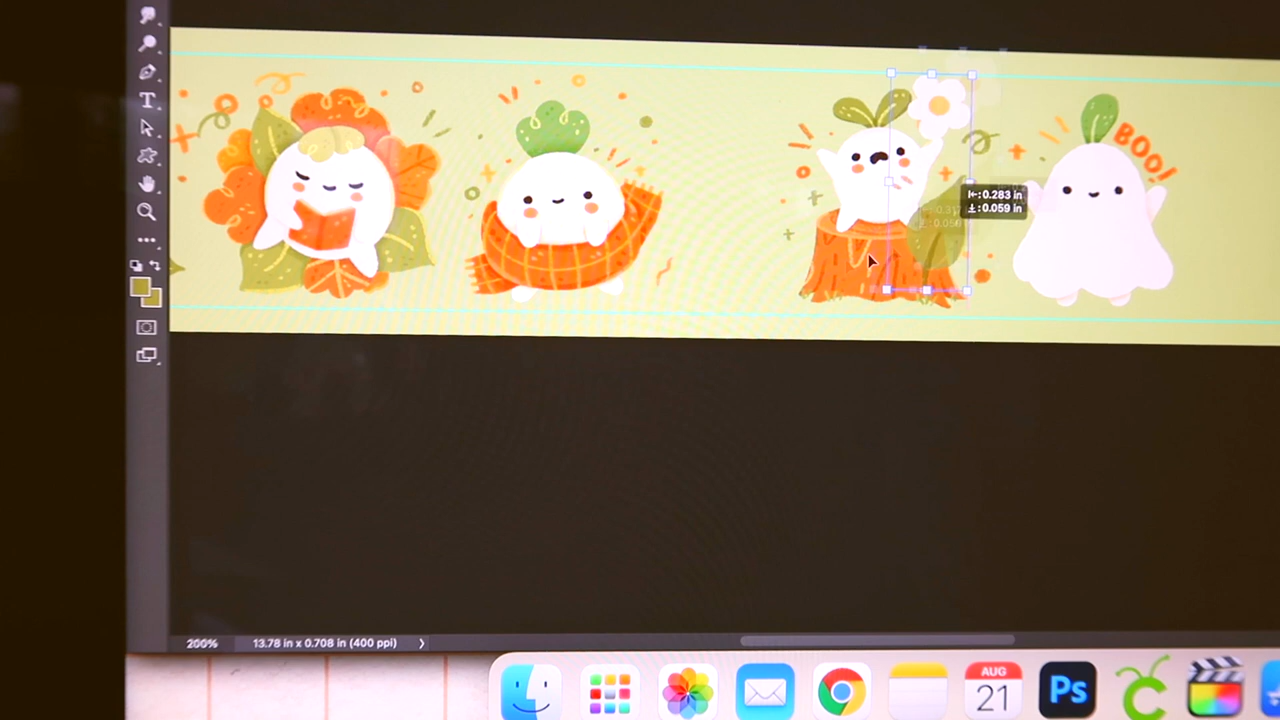 T
BOO!
⊢: 0.283 in
⊥: 0.059 in
200%
13.78 in x 0.708 in (400 ppi)
AUG
21
Ps